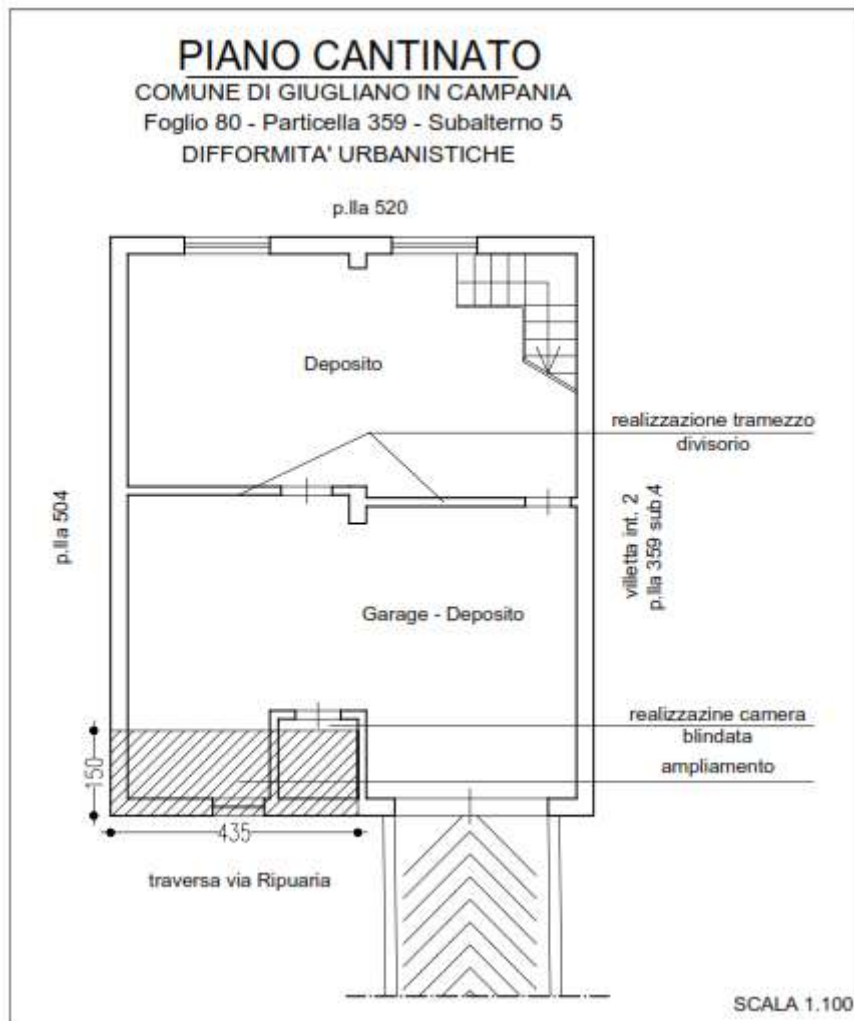 PIANO CANTINATO
COMUNE DI GIUGLIANO IN CAMPANIA
Foglio 80 - Particella 359 - Subalterno 5
DIFFORMITA' URBANISTICHE
p.lla 520
Deposito
realizzazione tramezzo
divisorio
p.lla 504
villetta int. 2
p.lla 359 sub 4
Garage - Deposito
realizzazine camera
blindata
ampliamento
150
435
traversa via Ripuaria
SCALA 1.100